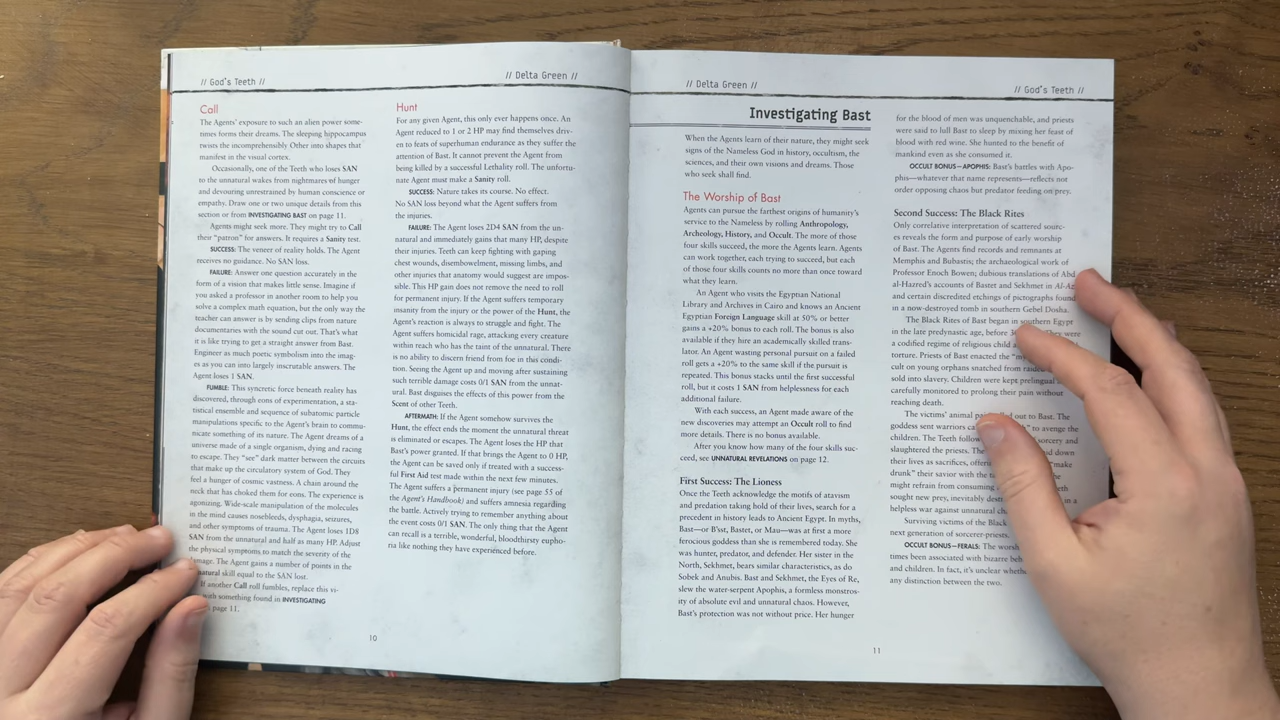 // God's Teeth //
// Delta Green //
Call
The Agents' exposure to such an alien power some-
times forms their dreams. The sleeping hippocampus
twists the incomprehensibly Other into shapes that
manifest in the visual cortex.
Occasionally, one of the Teeth who loses SAN
to the unnatural wakes from nightmares of hunger
and devouring unrestrained by human conscience or
empathy. Draw one or two unique details from this
section or from INVESTIGATING BAST on page 11.
Agents might seek more. They might try to Call
their "patron" for answers. It requires a Sanity test.
SUCCESS: The veneer of reality holds. The Agent
receives no guidance. No SAN loss.
FAILURE: Answer one question accurately in the
form of a vision that makes little sense. Imagine if
you asked a professor in another room to help you
solve a complex math equation, but the only way the
teacher can answer is by sending clips from nature
documentaries with the sound cut out. That's what
it is like trying to get a straight answer from Bast.
Engineer as much poetic symbolism into the imag-
es as you can into largely inscrutable answers. The
Agent loses 1 SAN.
FUMBLE: This syncretic force beneath reality has
discovered, through eons of experimentation, a sta-
tistical ensemble and sequence of subatomic particle
manipulations specific to the Agent's brain to commu-
nicate something of its nature. The Agent dreams of a
universe made of a single organism, dying and racing
to escape. They "see" dark matter between the circuits
that make up the circulatory system of God. They
feel a hunger of cosmic vastness. A chain around the
neck that has choked them for eons. The experience is
agonizing. Wide-scale manipulation of the molecules
in the mind causes nosebleeds, dysphagia, seizures,
and other symptoms of trauma. The Agent loses 1D8
SAN from the unnatural and half as many HP. Adjust
the physical symptoms to match the severity of the
damage. The Agent gains a number of points in the
natural skill equal to the SAN loss.
If another Call roll fumbles, replace this vi-
with something found in INVESTIGATING
page 11.
Hunt
For any given Agent, this only ever happens once. An
Agent reduced to 1 or 2 HP may find themselves driv-
en to feats of superhuman endurance as they suffer the
attention of Bast. It cannot prevent the Agent from
being killed by a successful Lethality roll. The unfortu-
nate Agent must make a Sanity roll.
SUCCESS: Nature takes its course. No effect.
No SAN loss beyond what the Agent suffers from
the injuries.
FAILURE: The Agent loses 2D4 SAN from the un-
natural and immediately gains that many HP, despite
their injuries. Teeth can keep fighting with gaping
chest wounds, disembowelment, missing limbs, and
other injuries that anatomy would suggest are impos-
sible. This HP gain does not remove the need to roll
for permanent injury. If the Agent suffers temporary
insanity from the injury or the power of the Hunt, the
Agent's reaction is always to struggle and fight. The
Agent suffers homicidal rage, attacking every creature
within reach who has the taint of the unnatural. There
is no ability to discern friend from foe in this condi-
tion. Seeing the Agent up and moving after sustaining
such terrible damage costs 0/1 SAN from the unnat-
ural. Bast disguises the effects of this power from the
Scent of other Teeth.
AFTERMATH: If the Agent somehow survives the
Hunt, the effect ends the moment the unnatural threat
is eliminated or escapes. The Agent loses the HP that
Bast's power granted. If that brings the Agent to 0 HP,
the Agent can be saved only if treated with a success-
ful First Aid test made within the next few minutes.
The Agent suffers a permanent injury (see page 55 of
the Agent's Handbook) and suffers amnesia regarding
the battle. Actively trying to remember anything about
the event costs 0/1 SAN. The only thing that the Agent
can recall is a terrible, wonderful, bloodthirsty eupho-
ria like nothing they have experienced before.
10
// Delta Green //
// God's Teeth //
Investigating Bast
When the Agents learn of their nature, they might seek
signs of the Nameless God in history, occultism, the
sciences, and their own visions and dreams. Those
who seek shall find.
The Worship of Bast
Agents can pursue the farthest origins of humanity's
service to the Nameless by rolling Anthropology,
Archeology, History, and Occult. The more of those
four skills succeed, the more the Agents learn. Agents
can work together, each trying to succeed, but each
of those four skills counts no more than once toward
what they learn.
An Agent who visits the Egyptian National
Library and Archives in Cairo and knows an Ancient
Egyptian Foreign Language skill at 50% or better
gains a +20% bonus to each roll. The bonus is also
available if they hire an academically skilled trans-
lator. An Agent wasting personal pursuit on a failed
roll gets a +20% to the same skill if the pursuit is
repeated. This bonus stacks until the first successful
roll, but it costs 1 SAN from helplessness for each
additional failure.
With each success, an Agent made aware of the
new discoveries may attempt an Occult roll to find
more details. There is no bonus available.
After you know how many of the four skills suc-
ceed, see UNNATURAL REVELATIONS on page 12.
First Success: The Lioness
Once the Teeth acknowledge the motifs of atavism
and predation taking hold of their lives, search for a
precedent in history leads to Ancient Egypt. In myths,
Bast—or B'sst, Bastet, or Mau—was at first a more
ferocious goddess than she is remembered today. She
was hunter, predator, and defender. Her sister in the
North, Sekhmet, bears similar characteristics, as do
Sobek and Anubis. Bast and Sekhmet, the Eyes of Re,
slew the water-serpent Apophis, a formless monstros-
ity of absolute evil and unnatural chaos. However,
Bast's protection was not without price. Her hunger
for the blood of men was unquenchable, and priests
were said to lull Bast to sleep by mixing her feast of
blood with red wine. She hunted to the benefit of
mankind even as she consumed it.
OCCULT BONUS—APOPHIS: Bast's battles with Apo-
phis—whatever that name represents—reflects not
order opposing chaos but predator feeding on prey.
Second Success: The Black Rites
Only correlative interpretation of scattered sourc-
es reveals the form and purpose of early worship
of Bast. The Agents find records and remnants at
Memphis and Bubastis; the archaeological work of
Professor Enoch Bowen; dubious translations of Abd
al-Hazred's accounts of Bastet and Sekhmet in Al-Az
and certain discredited etchings of pictographs found
in a now-destroyed tomb in southern Gebel Dosha.
The Black Rites of Bast began in southern Egypt
in the late predynastic age, before 3 They were
a codified regime of religious child a
torture. Priests of Bast enacted the "my
cult on young orphans snatched from raided
sold into slavery. Children were kept prelingual
carefully monitored to prolong their pain without
reaching death.
The victims' animal pain called out to Bast. The
goddess sent warriors ca to avenge the
children. The Teeth follow sorcery and
slaughtered the priests. T aid down
their lives as sacrifices, offering "make
drunk" their savior with the
might refrain from consuming eth
sought new prey, inevitably dest in a
helpless war against unnatural cha
Surviving victims of the Black
next generation of sorcerer-priests.
OCCULT BONUS—FERALS: The worsh
times been associated with bizarre beh
and children. In fact, it's unclear wheth
any distinction between the two.
11